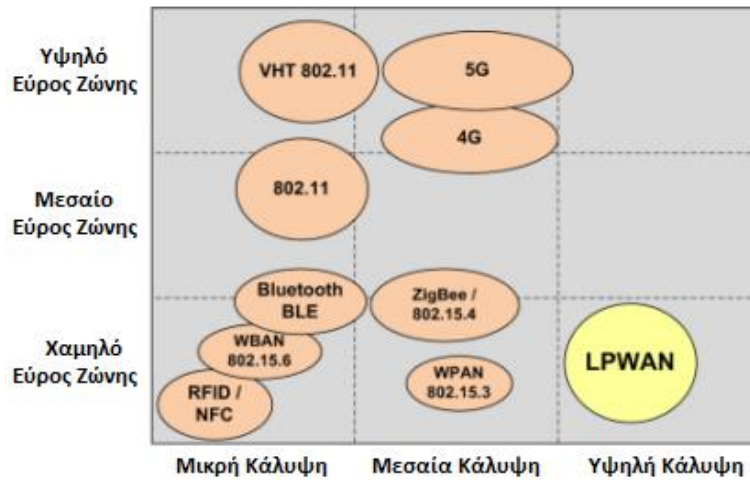 Υψηλό
Εύρος Ζώνης
VHT 802.11
5G
4G
Μεσαίο
Εύρος Ζώνης
802.11
Bluetooth
BLE
ZigBee /
802.15.4
Χαμηλό
Εύρος Ζώνης
WBAN
802.15.6
WPAN
802.15.3
LPWAN
RFID /
NFC
Μικρή Κάλυψη
Μεσαία Κάλυψη
Υψηλή Κάλυψη